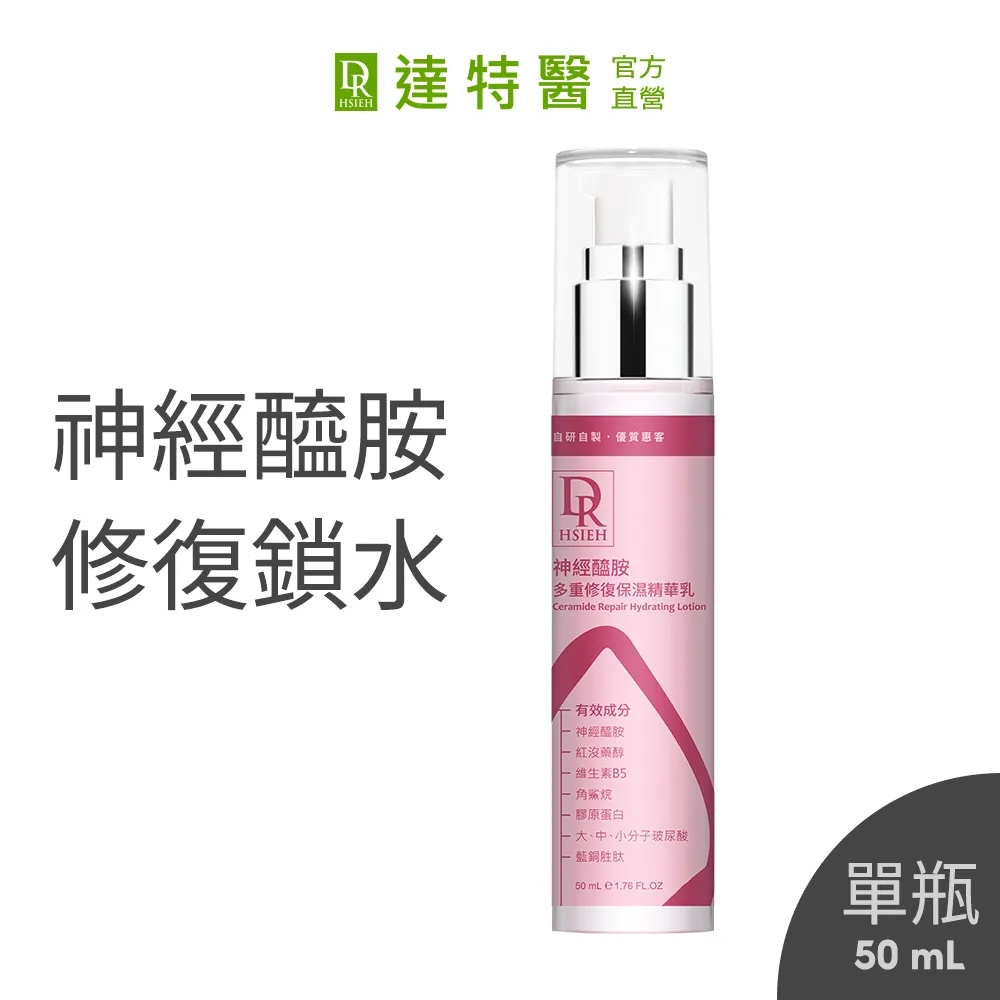 DR
HSIEH
達特醫
官方
直營
神經醯胺
修復鎖水
自研自製・優質惠客
DR
HSIEH
神經醯胺
多重修復保濕精華乳
Ceramide Repair Hydrating Lotion
有效成分
神經醯胺
紅沒藥醇
維生素B5
角鯊烷
膠原蛋白
大、中、小分子玻尿酸
藍銅胜肽
50 mL ℮ 1.76 FL.OZ
單瓶
50 mL